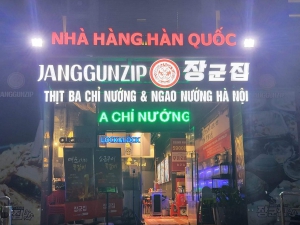 NHÀ HÀNG.HÀN QUỐC
JANGGUNZIP 장군집
THỊT BA CHỈ NƯỚNG & NGAO NƯỚNG HÀ NỘI
A CHỈ NƯỚNG